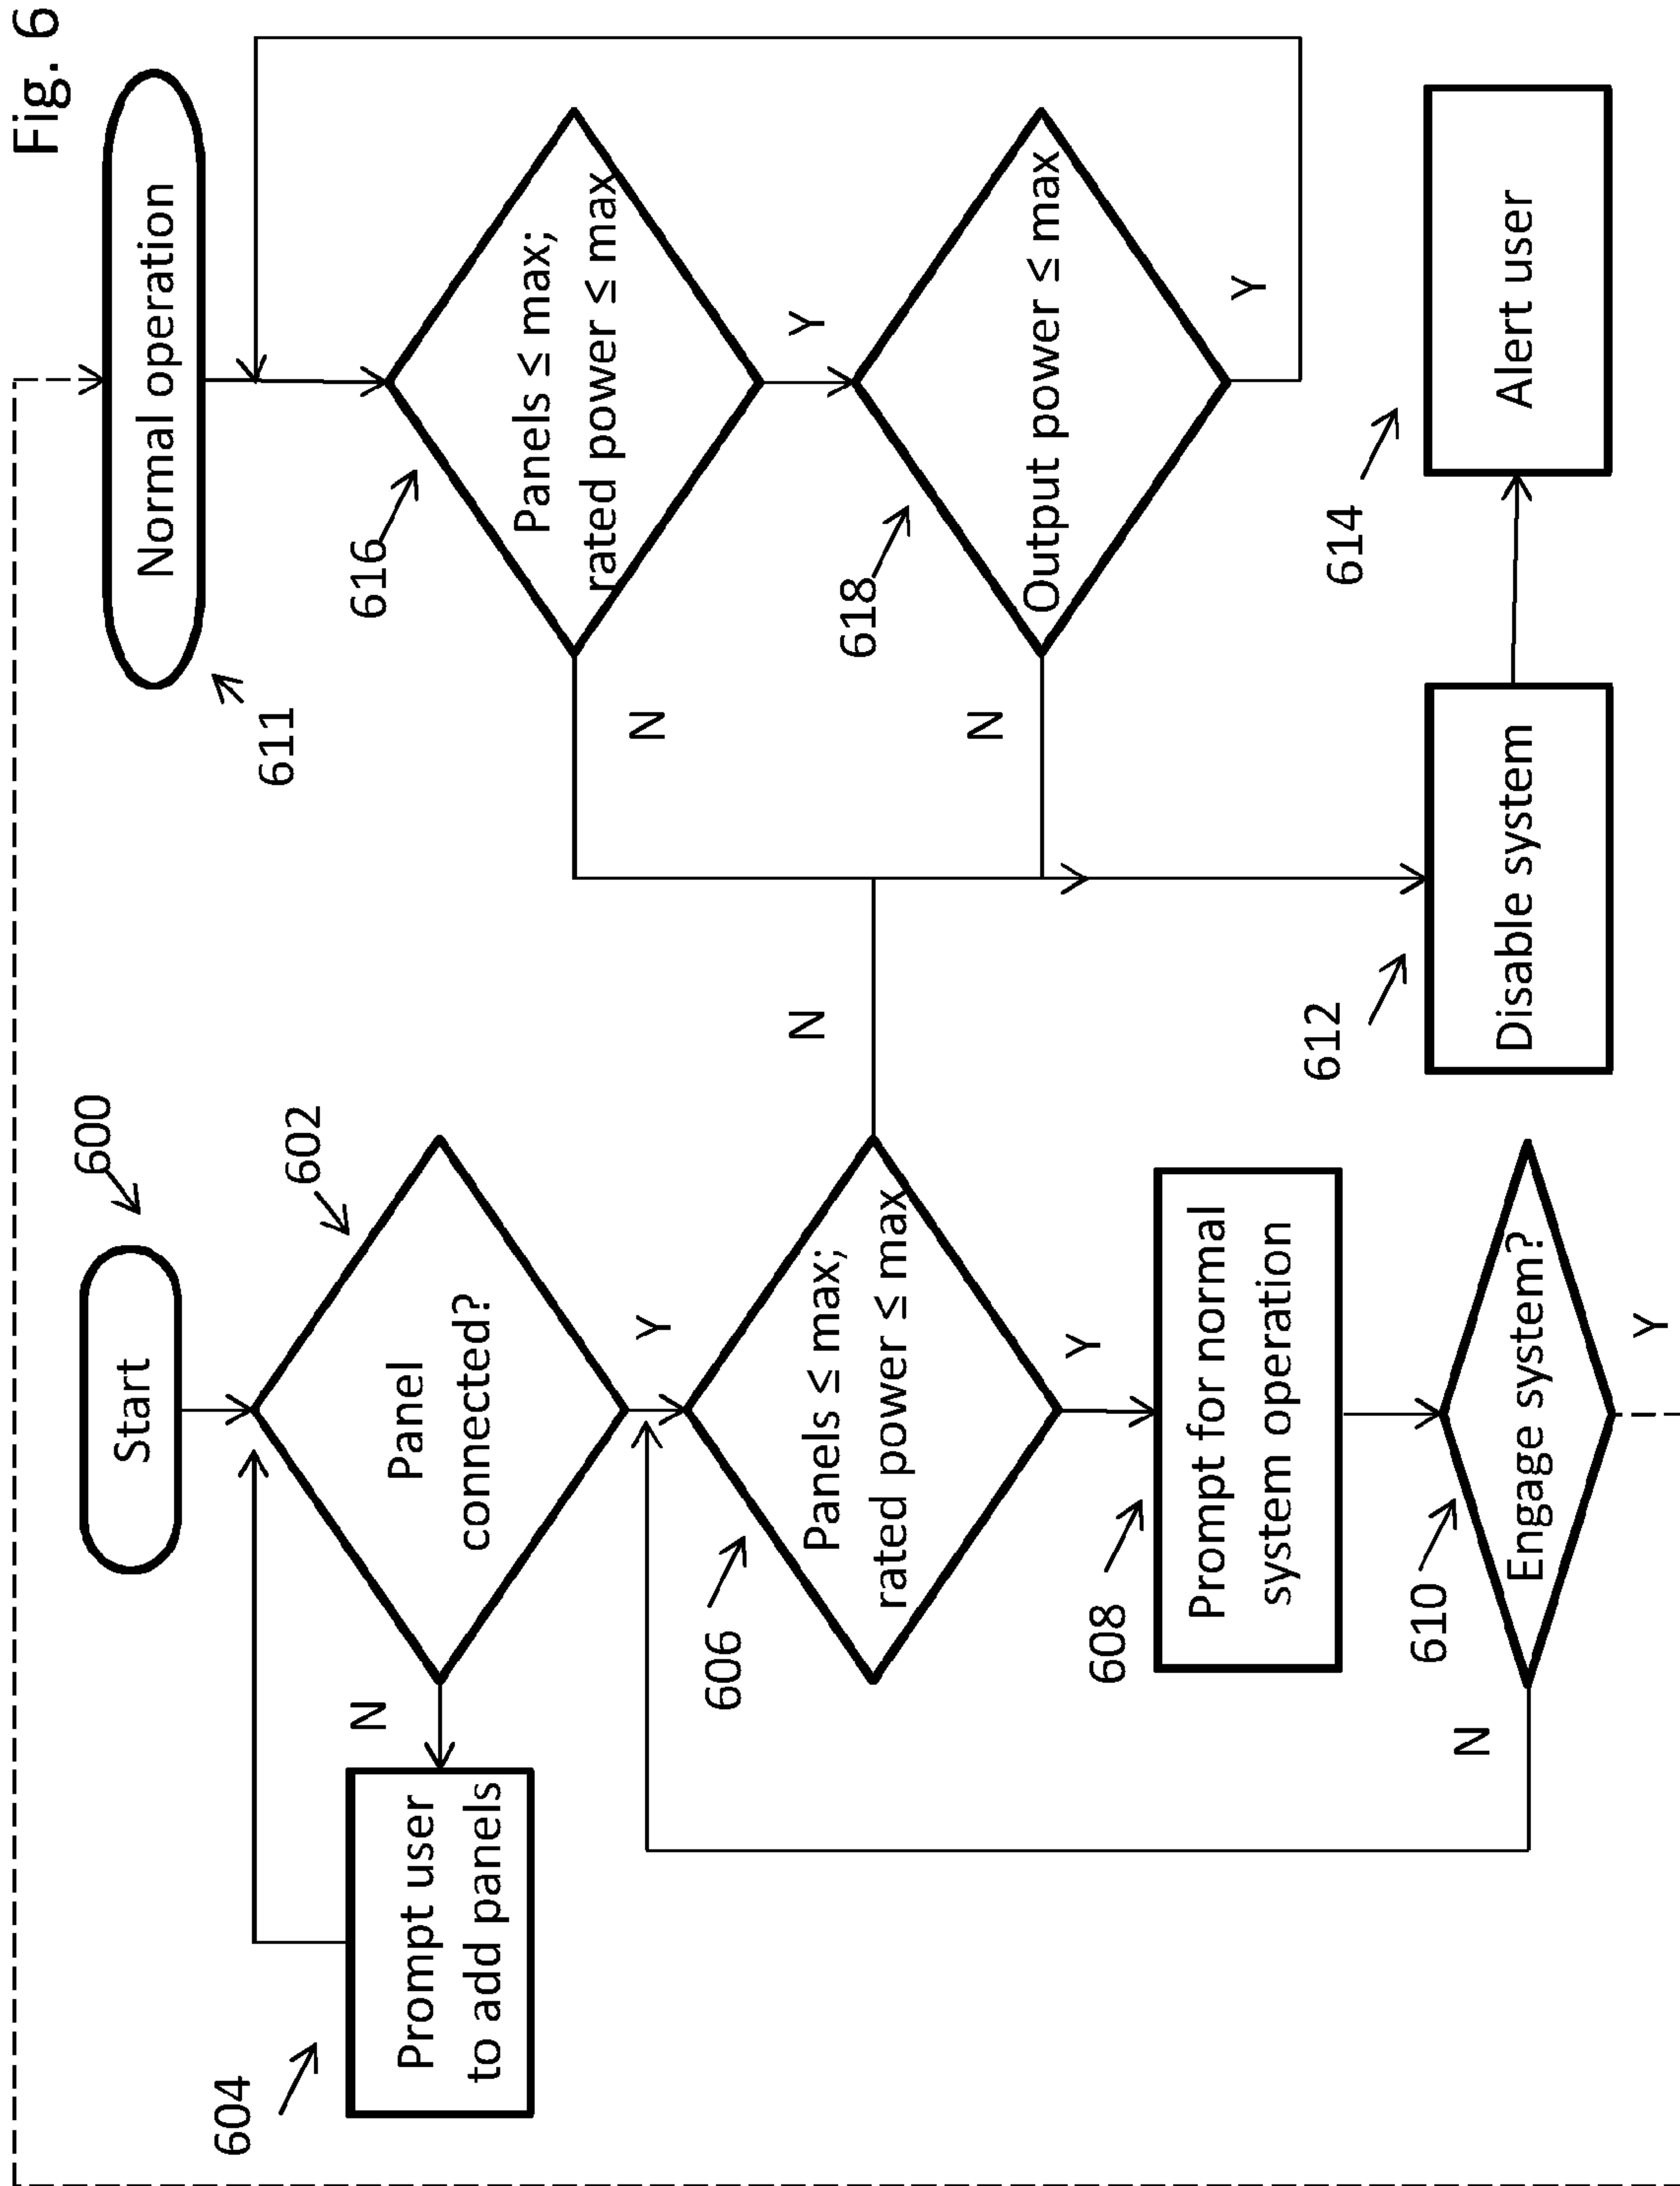 Fig. 6
600
Start
602
Panel
connected?
N
Y
604
Prompt user
to add panels
606
Panels ≤ max;
rated power ≤ max
N
Y
608
Prompt for normal
system operation
610
Engage system?
N
Y
611
Normal operation
616
Panels ≤ max;
rated power ≤ max
N
Y
618
Output power ≤ max
N
Y
612
Disable system
614
Alert user